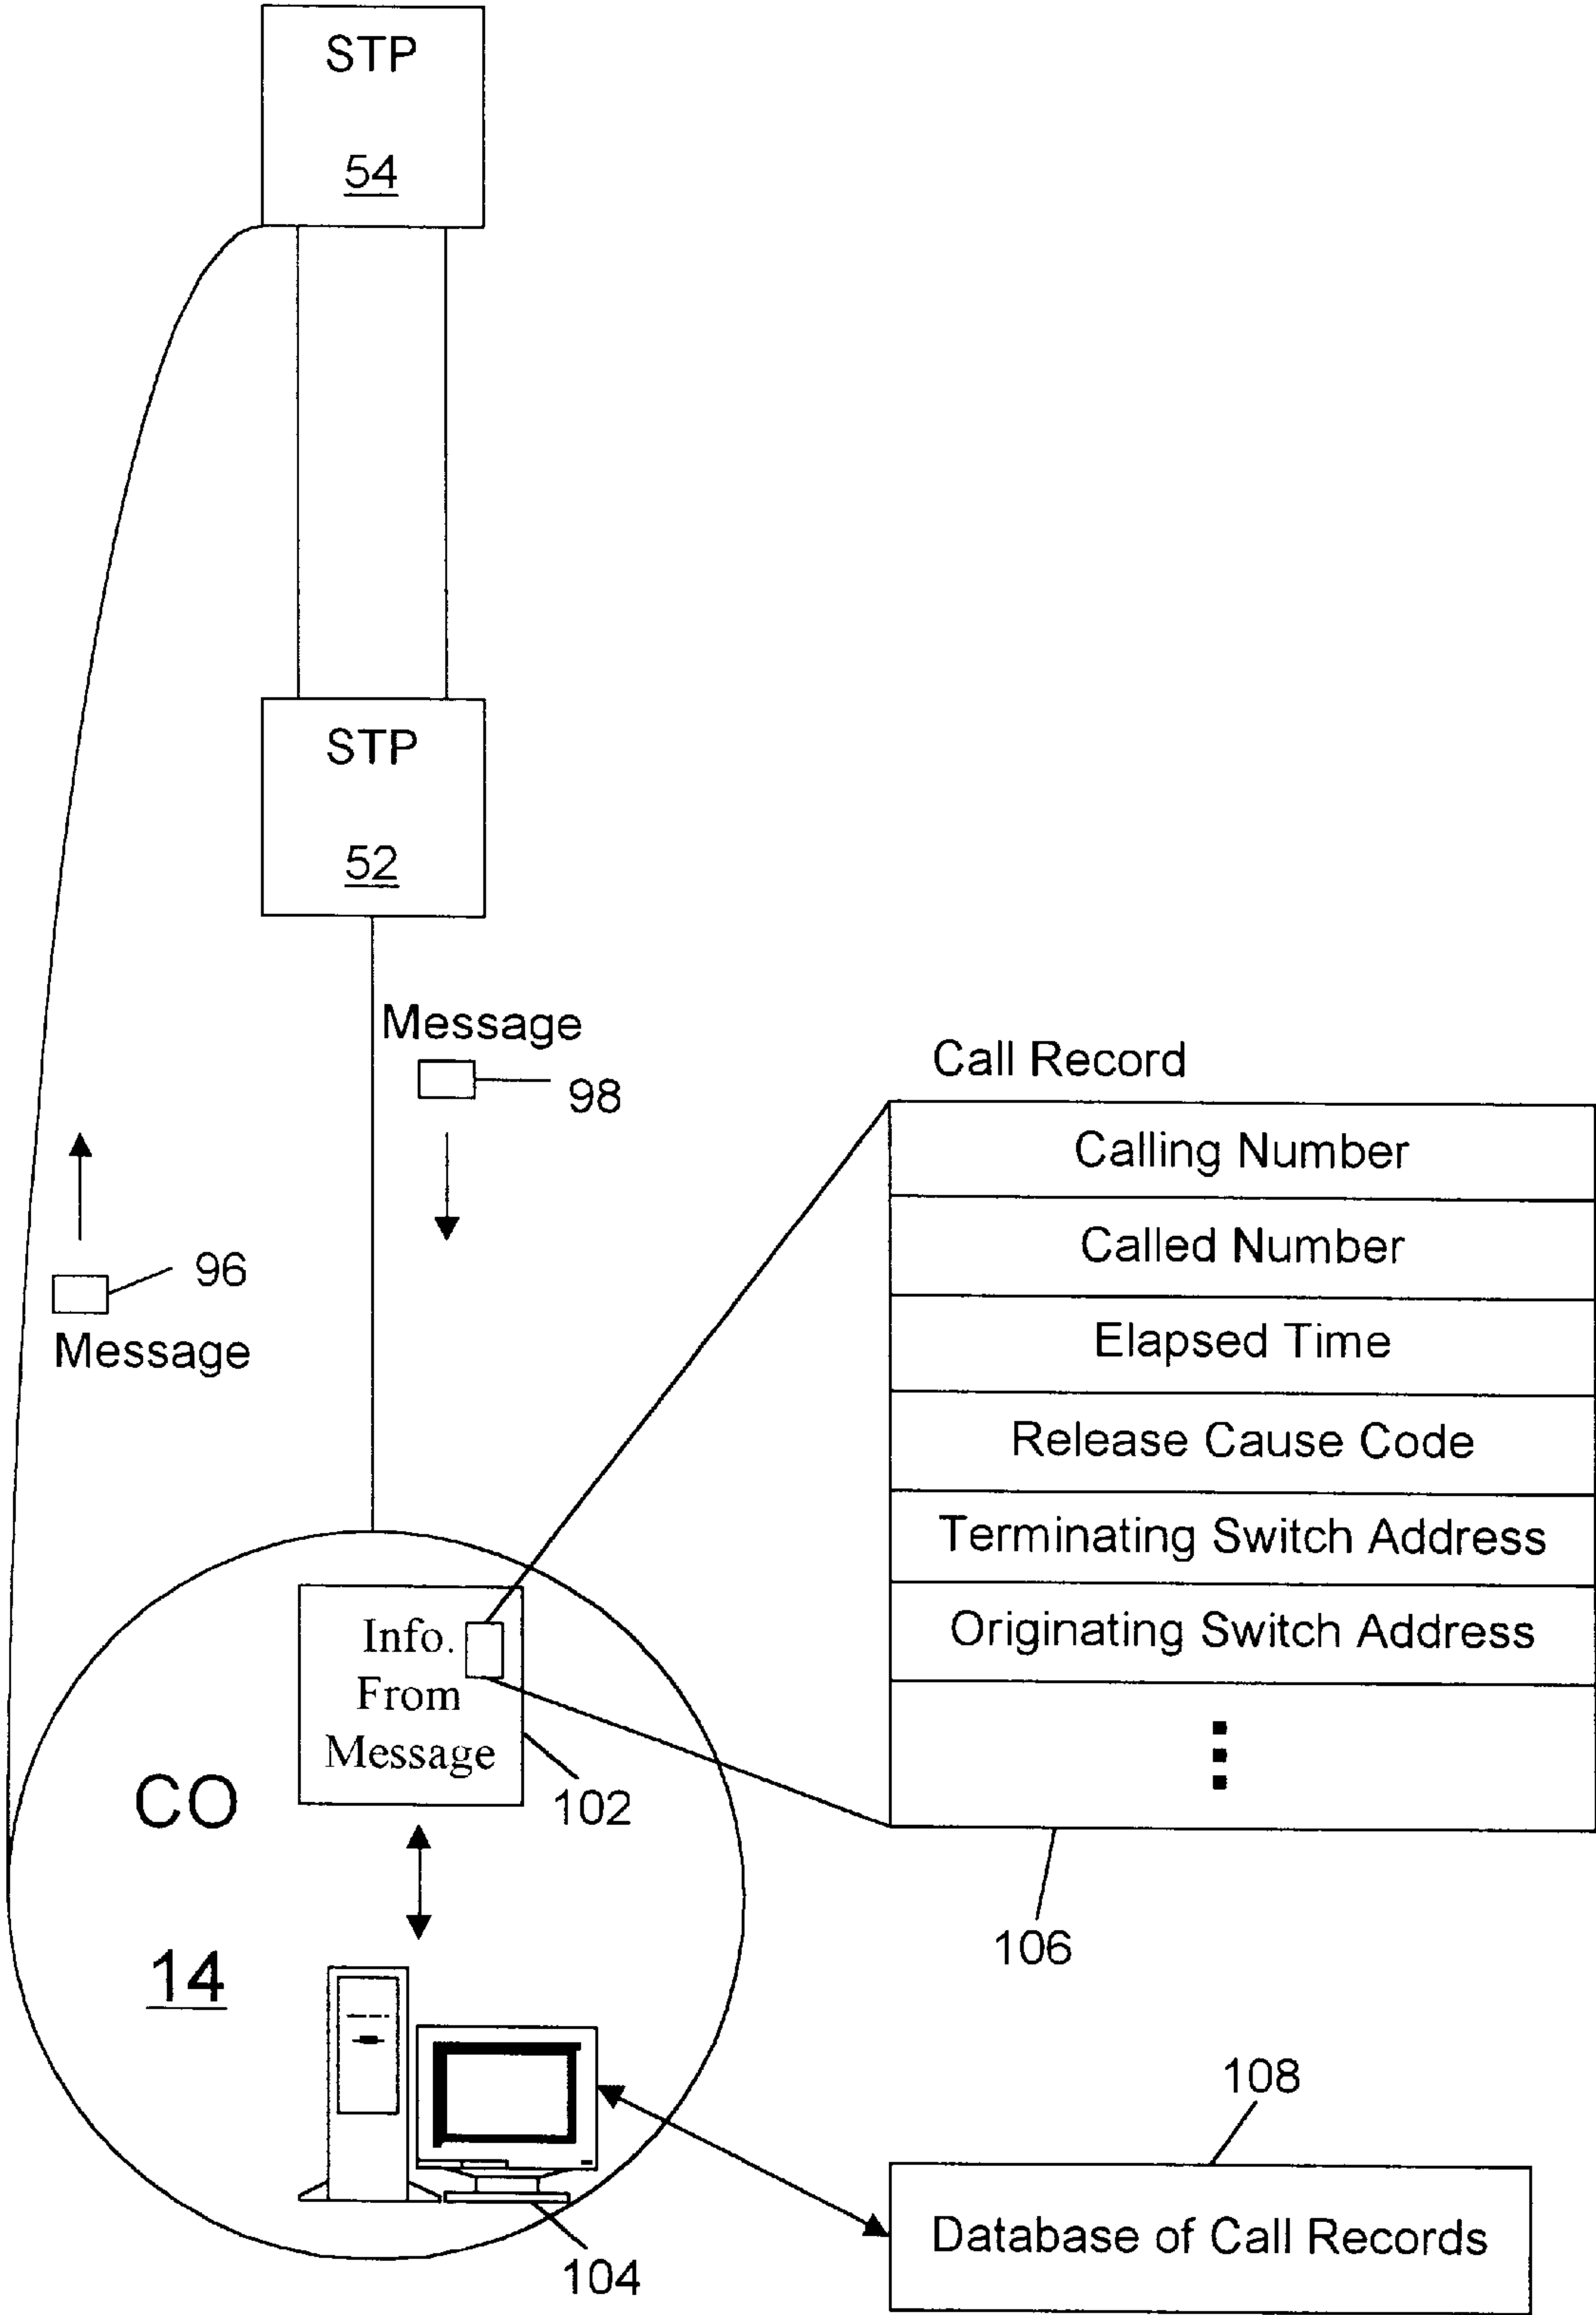 STP
54
STP
52
Message
98
96
Message
Call Record
Calling Number
Called Number
Elapsed Time
Release Cause Code
Terminating Switch Address
Originating Switch Address
106
Info.
From
Message
102
CO
14
104
108
Database of Call Records